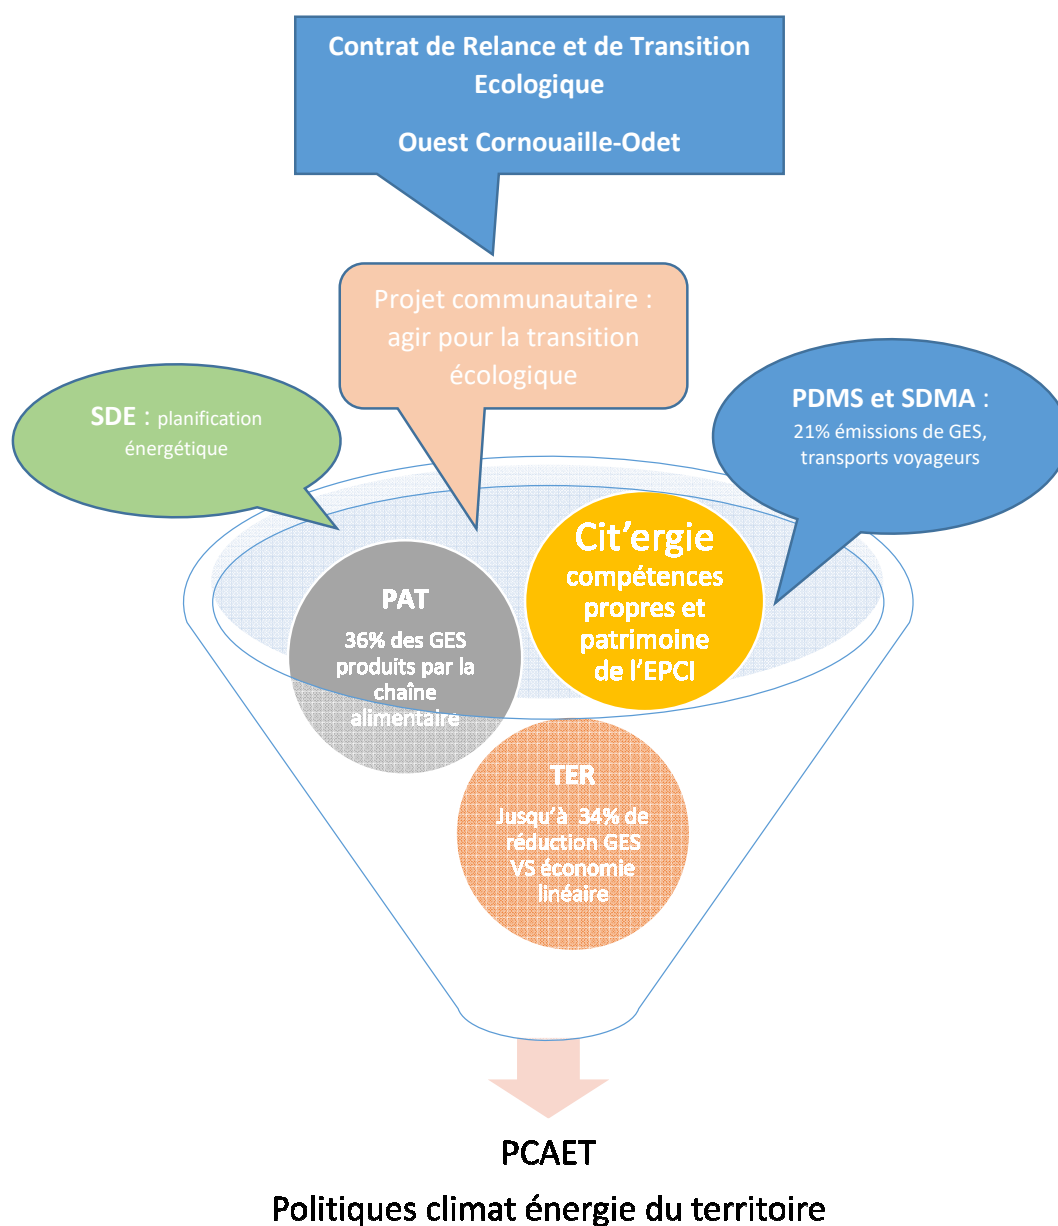 Contrat de Relance et de Transition
Ecologique
Ouest Cornouaille-Odet
Projet communautaire :
agir pour la transition
écologique
SDE : planification
énergétique
PDMS et SDMA :
21% émissions de GES,
transports voyageurs
Cit'ergie
compétences
propres et
patrimoine
de l'EPCI
PAT
36% des GES
produits par la
chaîne
alimentaire
TER
Jusqu'à 34% de
réduction GES
VS économie
linéaire
PCAET
Politiques climat énergie du territoire